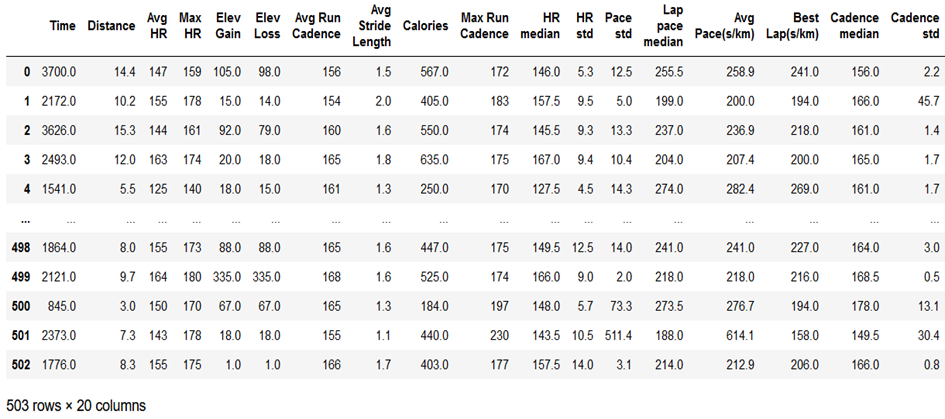 Time Distance Avg HR Max HR Elev Gain Elev Loss Avg Run Cadence Avg Stride Length Calories Max Run Cadence HR median HR std Pace std Lap pace median Avg Pace(s/km) Best Lap(s/km) Cadence median Cadence std
0 3700.0 14.4 147 159 105.0 98.0 156 1.5 567.0 172 146.0 5.3 12.5 255.5 258.9 241.0 156.0 2.2
1 2172.0 10.2 155 178 15.0 14.0 154 2.0 405.0 183 157.5 9.5 5.0 199.0 200.0 194.0 166.0 45.7
2 3626.0 15.3 144 161 92.0 79.0 160 1.6 550.0 174 145.5 9.3 13.3 237.0 236.9 218.0 161.0 1.4
3 2493.0 12.0 163 174 20.0 18.0 165 1.8 635.0 175 167.0 9.4 10.4 204.0 207.4 200.0 165.0 1.7
4 1541.0 5.5 125 140 18.0 15.0 161 1.3 250.0 170 127.5 4.5 14.3 274.0 282.4 269.0 161.0 1.7
... ... ... ... ... ... ... ... ... ... ... ... ... ... ... ... ... ... ...
498 1864.0 8.0 155 173 88.0 88.0 165 1.6 447.0 175 149.5 12.5 14.0 241.0 241.0 227.0 164.0 3.0
499 2121.0 9.7 164 180 335.0 335.0 168 1.6 525.0 174 166.0 9.0 2.0 218.0 218.0 216.0 168.5 0.5
500 845.0 3.0 150 170 67.0 67.0 165 1.3 184.0 197 148.0 5.7 73.3 273.5 276.7 194.0 178.0 13.1
501 2373.0 7.3 143 178 18.0 18.0 155 1.1 440.0 230 143.5 10.5 511.4 188.0 614.1 158.0 149.5 30.4
502 1776.0 8.3 155 175 1.0 1.0 166 1.7 403.0 177 157.5 14.0 3.1 214.0 212.9 206.0 166.0 0.8
503 rows × 20 columns